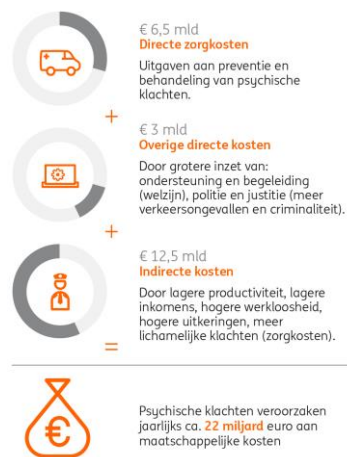 € 6,5 mld
Directe zorgkosten
Uitgaven aan preventie en
behandeling van psychische
klachten.
+
€ 3 mld
Overige directe kosten
Door grotere inzet van:
ondersteuning en begeleiding
(welzijn), politie en justitie (meer
verkeersongevallen en criminaliteit).
+
€ 12,5 mld
Indirecte kosten
Door lagere productiviteit, lagere
inkomens, hogere werkloosheid,
hogere uitkeringen, meer
lichamelijke klachten (zorgkosten).
=
€
Psychische klachten veroorzaken
jaarlijks ca. 22 miljard euro aan
maatschappelijke kosten